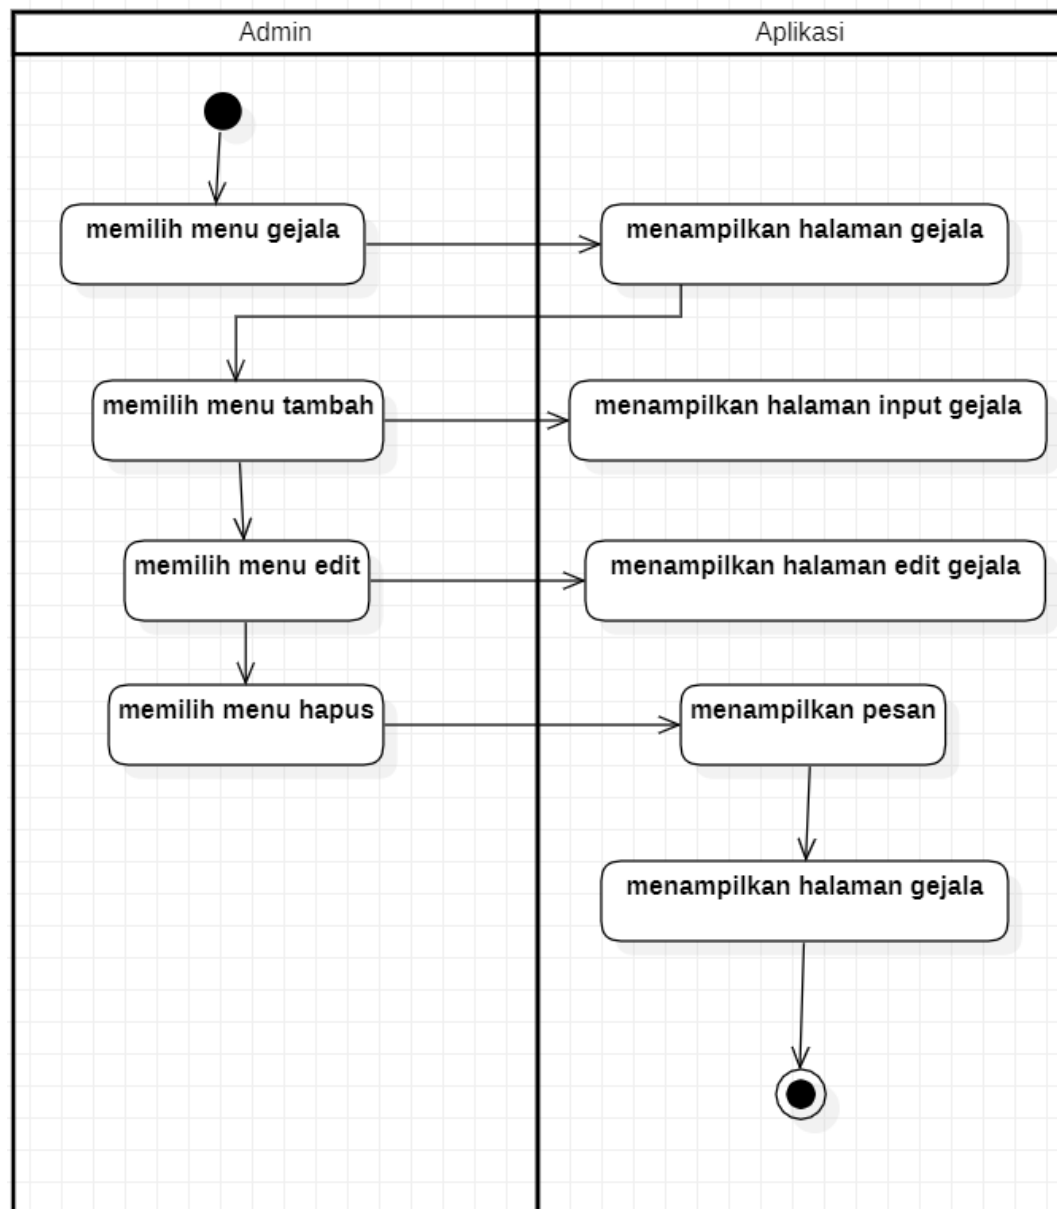 Admin
Aplikasi
memilih menu gejala
menampilkan halaman gejala
memilih menu tambah
menampilkan halaman input gejala
memilih menu edit
menampilkan halaman edit gejala
memilih menu hapus
menampilkan pesan
menampilkan halaman gejala